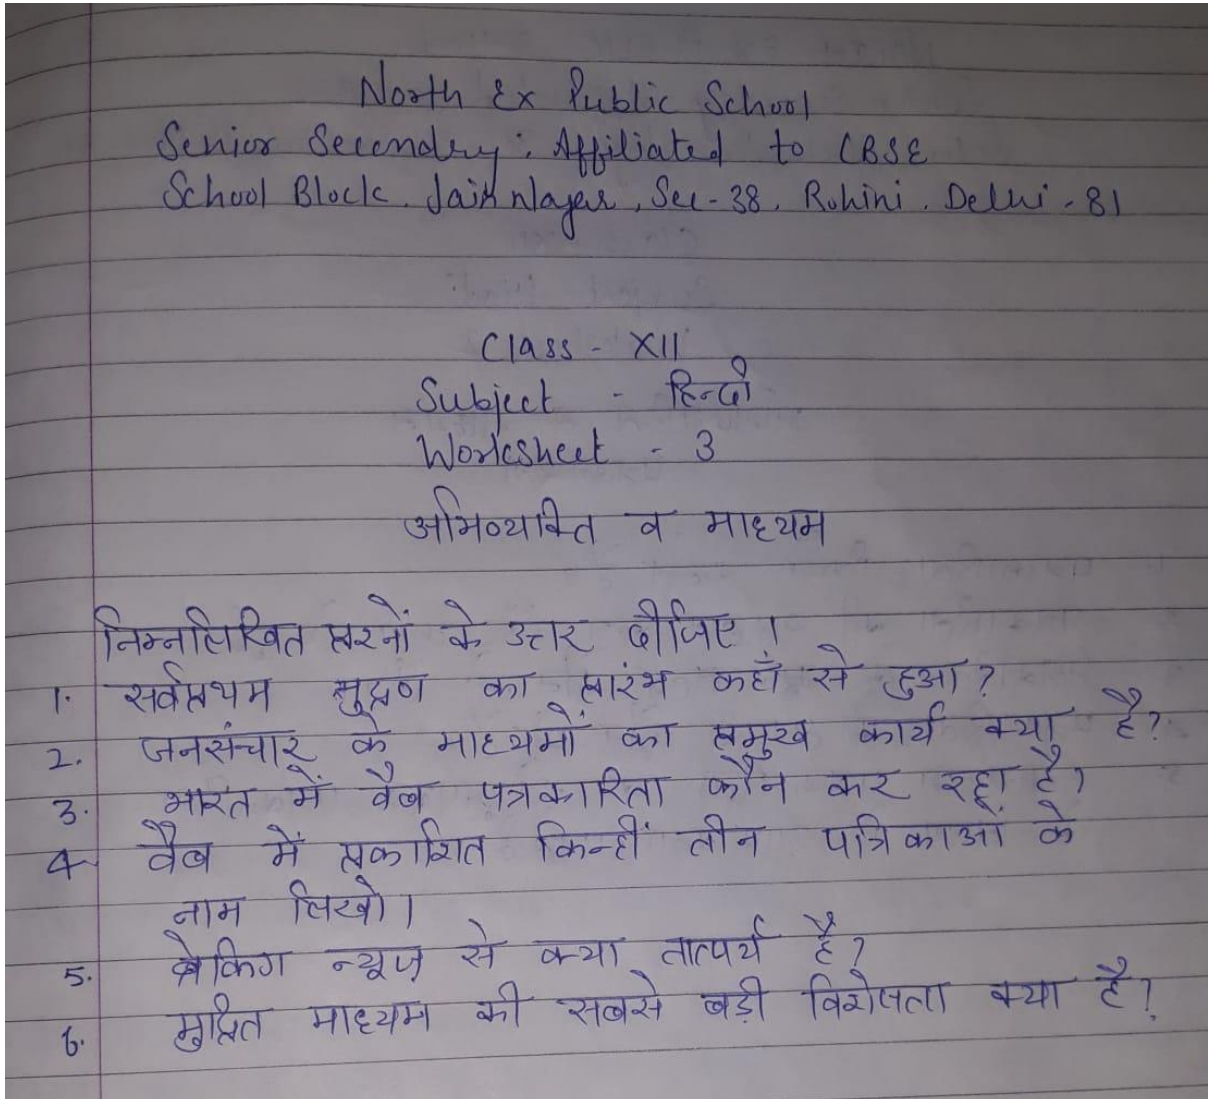 North Ex Public School
Senior Secondry : Affiliated to CBSE
School Block, Jain Nagar, Sec-38, Rohini, Delhi - 81
Class - XII
Subject - हिन्दी
Worksheet - 3
अभिव्यक्ति व माध्यम
निम्नलिखित प्रश्नों के उत्तर दीजिए।
1. सर्वप्रथम मुद्रण का प्रारंभ कहाँ से हुआ?
2. जनसंचार के माध्यमों का प्रमुख कार्य क्या है?
3. भारत में वैब पत्रकारिता कौन कर रहा है?
4 वैब में प्रकाशित किन्हीं तीन पत्रिकाओं के
नाम लिखो।
5. ब्रेकिग न्यूज़ से क्या तात्पर्य है?
6. मुद्रित माध्यम की सबसे बड़ी विशेषता क्या है?